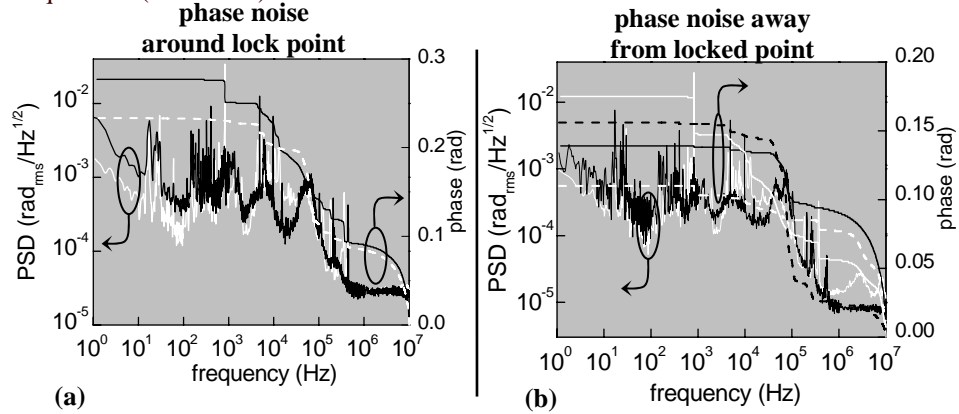 phase noise
around lock point
PSD (rad_rms/Hz^1/2)
10^-2
10^-3
10^-4
10^-5
0.3
0.2
0.1
0.0
phase (rad)
10^0 10^1 10^2 10^3 10^4 10^5 10^6 10^7
frequency (Hz)
(a)
phase noise away
from locked point
PSD (rad_rms/Hz^1/2)
10^-2
10^-3
10^-4
10^-5
0.20
0.15
0.10
0.05
0.00
phase (rad)
10^0 10^1 10^2 10^3 10^4 10^5 10^6 10^7
frequency (Hz)
(b)